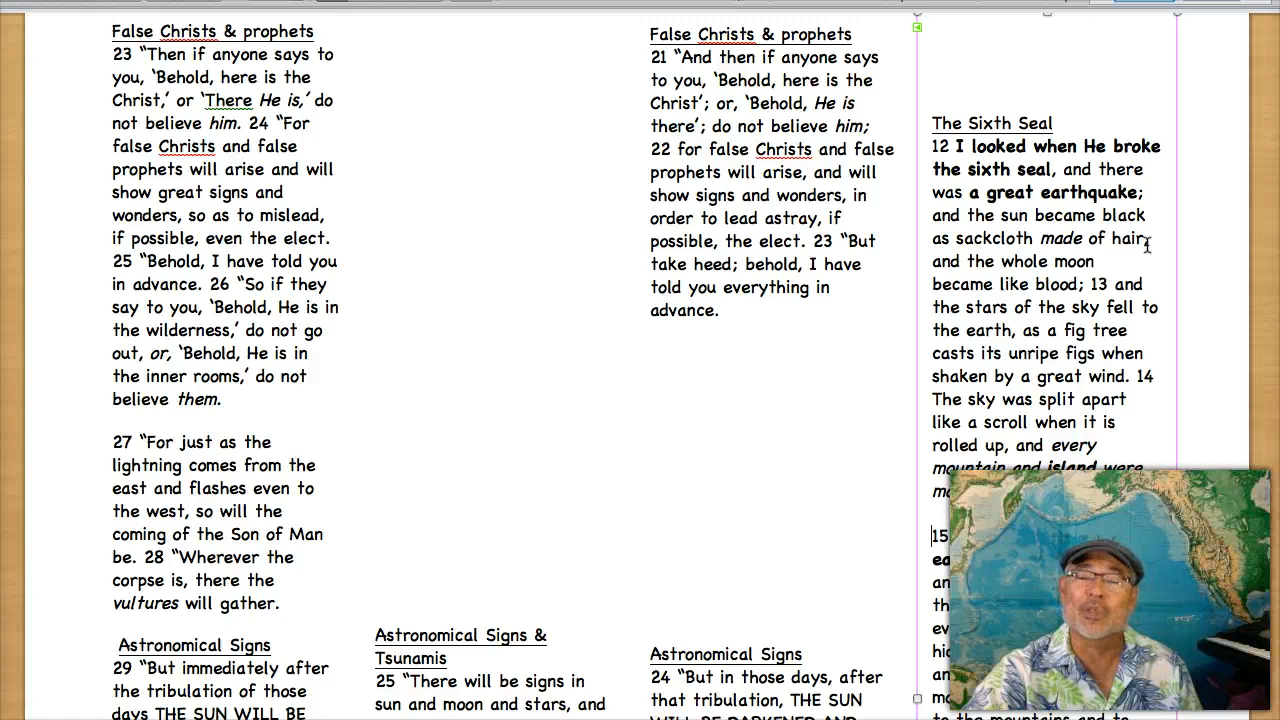 False Christs & prophets
23 “Then if anyone says to
you, ‘Behold, here is the
Christ,’ or ‘There He is,’ do
not believe him. 24 “For
false Christs and false
prophets will arise and will
show great signs and
wonders, so as to mislead,
if possible, even the elect.
25 “Behold, I have told you
in advance. 26 “So if they
say to you, ‘Behold, He is in
the wilderness,’ do not go
out, or, ‘Behold, He is in
the inner rooms,’ do not
believe them.
27 “For just as the
lightning comes from the
east and flashes even to
the west, so will the
coming of the Son of Man
be. 28 “Wherever the
corpse is, there the
vultures will gather.
Astronomical Signs
29 “But immediately after
the tribulation of those
days THE SUN WILL BE
Astronomical Signs &
Tsunamis
25 “There will be signs in
sun and moon and stars, and
False Christs & prophets
21 “And then if anyone says
to you, ‘Behold, here is the
Christ’; or, ‘Behold, He is
there’; do not believe him;
22 for false Christs and false
prophets will arise, and will
show signs and wonders, in
order to lead astray, if
possible, the elect. 23 “But
take heed; behold, I have
told you everything in
advance.
Astronomical Signs
24 “But in those days, after
that tribulation, THE SUN
WILL BE DARKENED AND
The Sixth Seal
12 I looked when He broke
the sixth seal, and there
was a great earthquake;
and the sun became black
as sackcloth made of hair,
and the whole moon
became like blood; 13 and
the stars of the sky fell to
the earth, as a fig tree
casts its unripe figs when
shaken by a great wind. 14
The sky was split apart
like a scroll when it is
rolled up, and every
mountain and island were
15
to the mountains and to